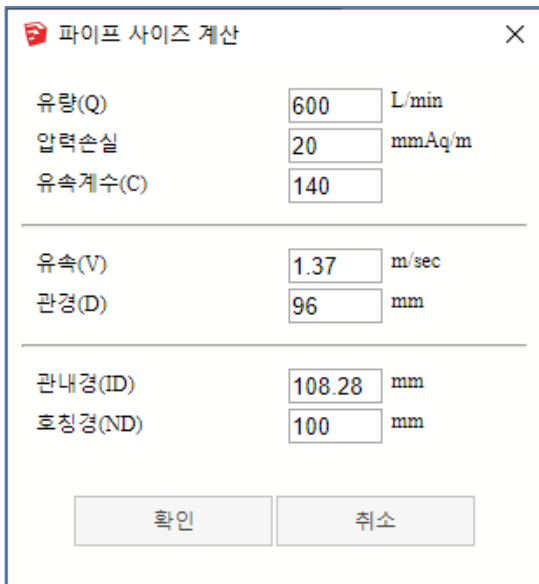 파이프 사이즈 계산
유량(Q) 600 L/min
압력손실 20 mmAq/m
유속계수(C) 140
유속(V) 1.37 m/sec
관경(D) 96 mm
관내경(ID) 108.28 mm
호칭경(ND) 100 mm
확인 취소